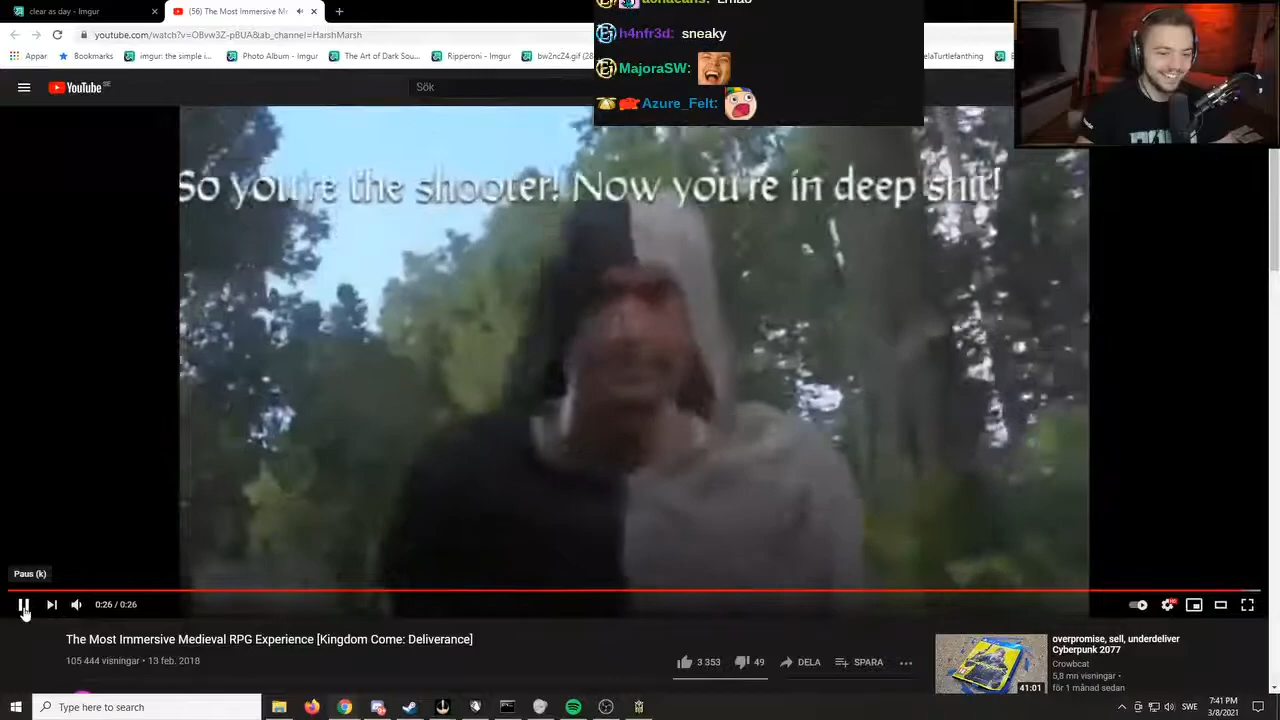 clear as day - Imgur
(56) The Most Immersive M
youtube.com/watch?v=OBvw3Z-pBUA&ab_channel=HarshMarsh
Appar
Bookmarks
imgur: the simple i...
Photo Album - Imgur
The Art of Dark Sou...
Ripperoni - Imgur
bw2ncZ4.gif (28
elaTurtlefanthing
Lmao
h4nfr3d: sneaky
MajoraSW:
Azure_Felt:
YouTube SE
Sök
So you're the shooter! Now you're in deep shit!
Paus (k)
0:26 / 0:26
The Most Immersive Medieval RPG Experience [Kingdom Come: Deliverance]
105 444 visningar • 13 feb. 2018
3 353
49
DELA
SPARA
overpromise, sell, underdeliver
Cyberpunk 2077
Crowbcat
5,8 mn visningar •
för 1 månad sedan
41:01
Type here to search
SWE
7:41 PM
3/8/2021